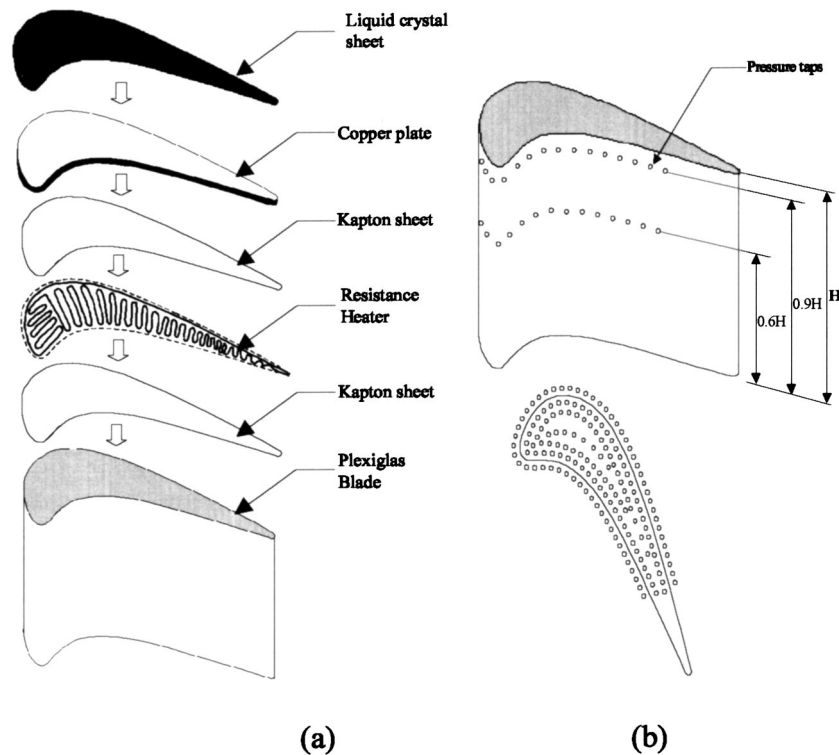 Liquid crystal
sheet
Copper plate
Kapton sheet
Resistance
Heater
Kapton sheet
Plexiglas
Blade
(a)
Pressure taps
0.6H
0.9H
H
(b)